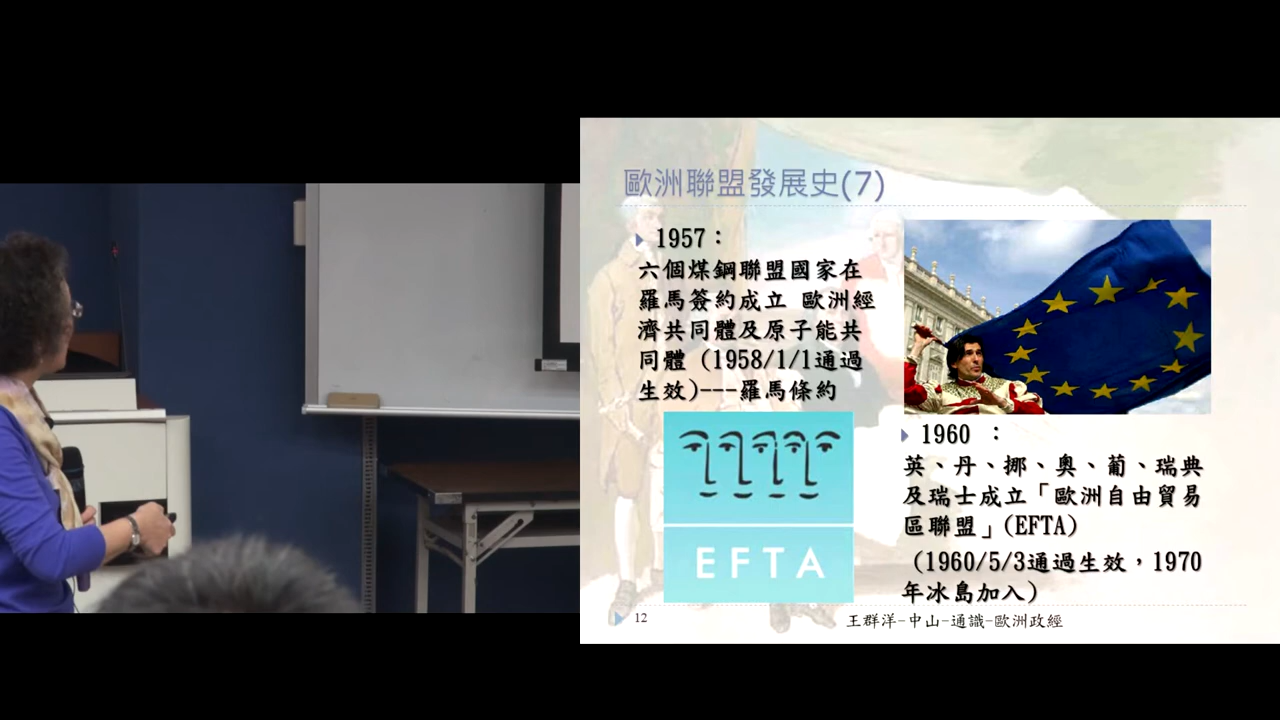 歐洲聯盟發展史(7)
1957：
六個煤鋼聯盟國家在
羅馬簽約成立 歐洲經
濟共同體及原子能共
同體 (1958/1/1通過
生效)---羅馬條約
EFTA
1960 ：
英、丹、挪、奧、葡、瑞典
及瑞士成立「歐洲自由貿易
區聯盟」(EFTA)
(1960/5/3通過生效，1970
年冰島加入)
12
王群洋-中山-通識-歐洲政經